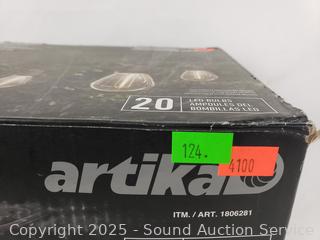 20
LED BULBS
AMPOULES DEL
BOMBILLAS LED
124.
4100
artika
ITM. / ART. 1806281
Copyright 2025 - Sound Auction Service